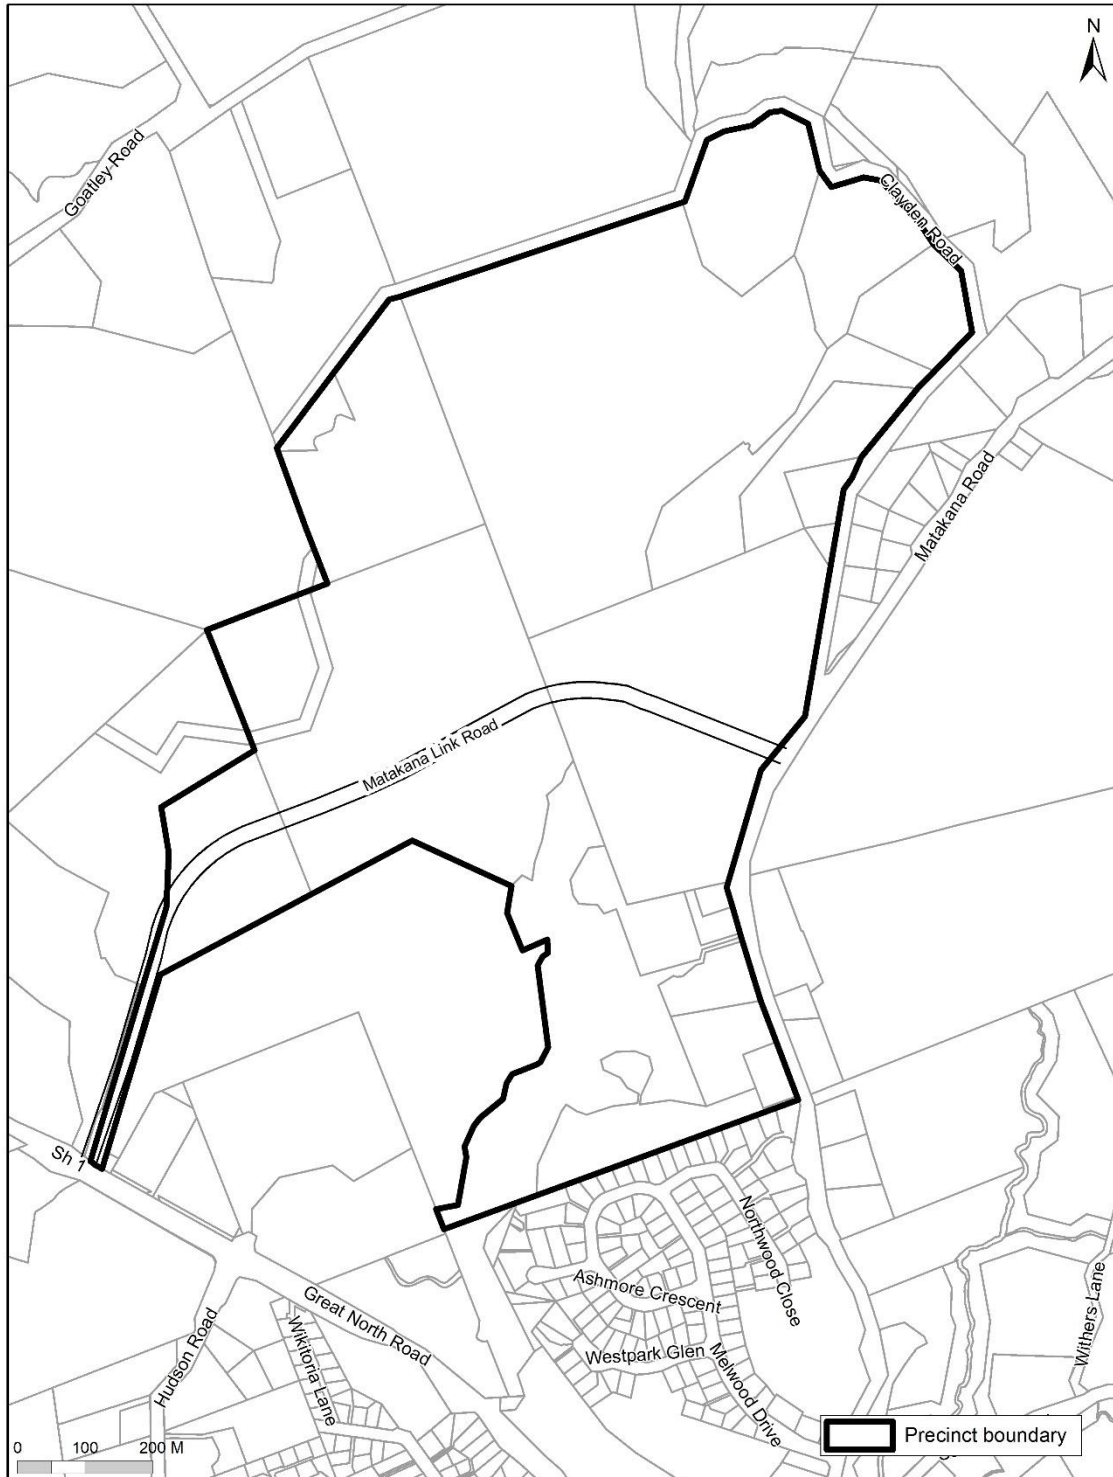 N
Goatley Road
Clayden Road
Matakana Road
Matakana Link Road
Sh 1
Northwood Close
Ashmore Crescent
Great North Road
Withers Lane
Hudson Road
Wikitoria Lane
Westpark Glen
Melwood Drive
Precinct boundary
0 100 200 M